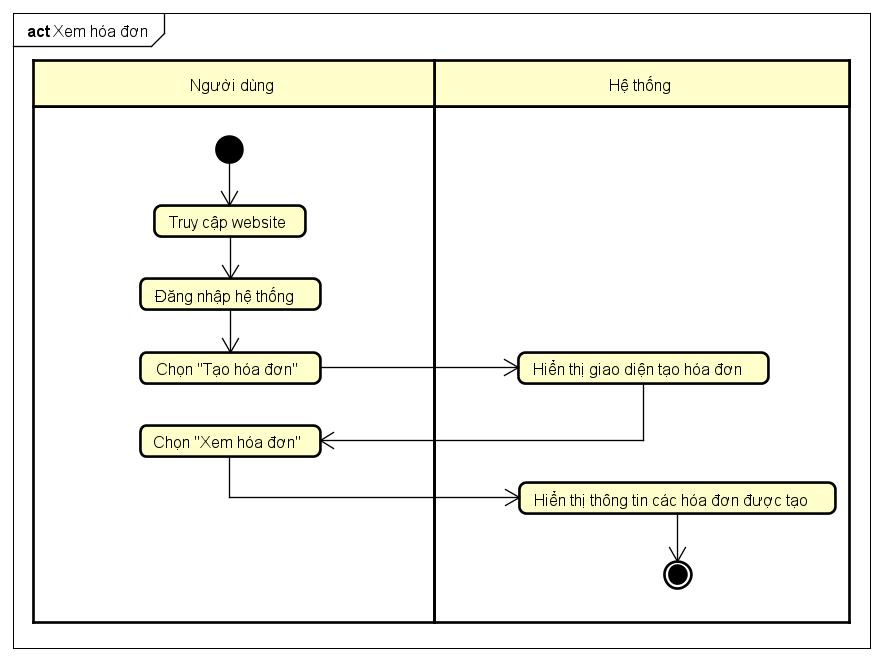 act Xem hóa đơn
Người dùng
Hệ thống
Truy cập website
Đăng nhập hệ thống
Chọn "Tạo hóa đơn"
Hiển thị giao diện tạo hóa đơn
Chọn "Xem hóa đơn"
Hiển thị thông tin các hóa đơn được tạo